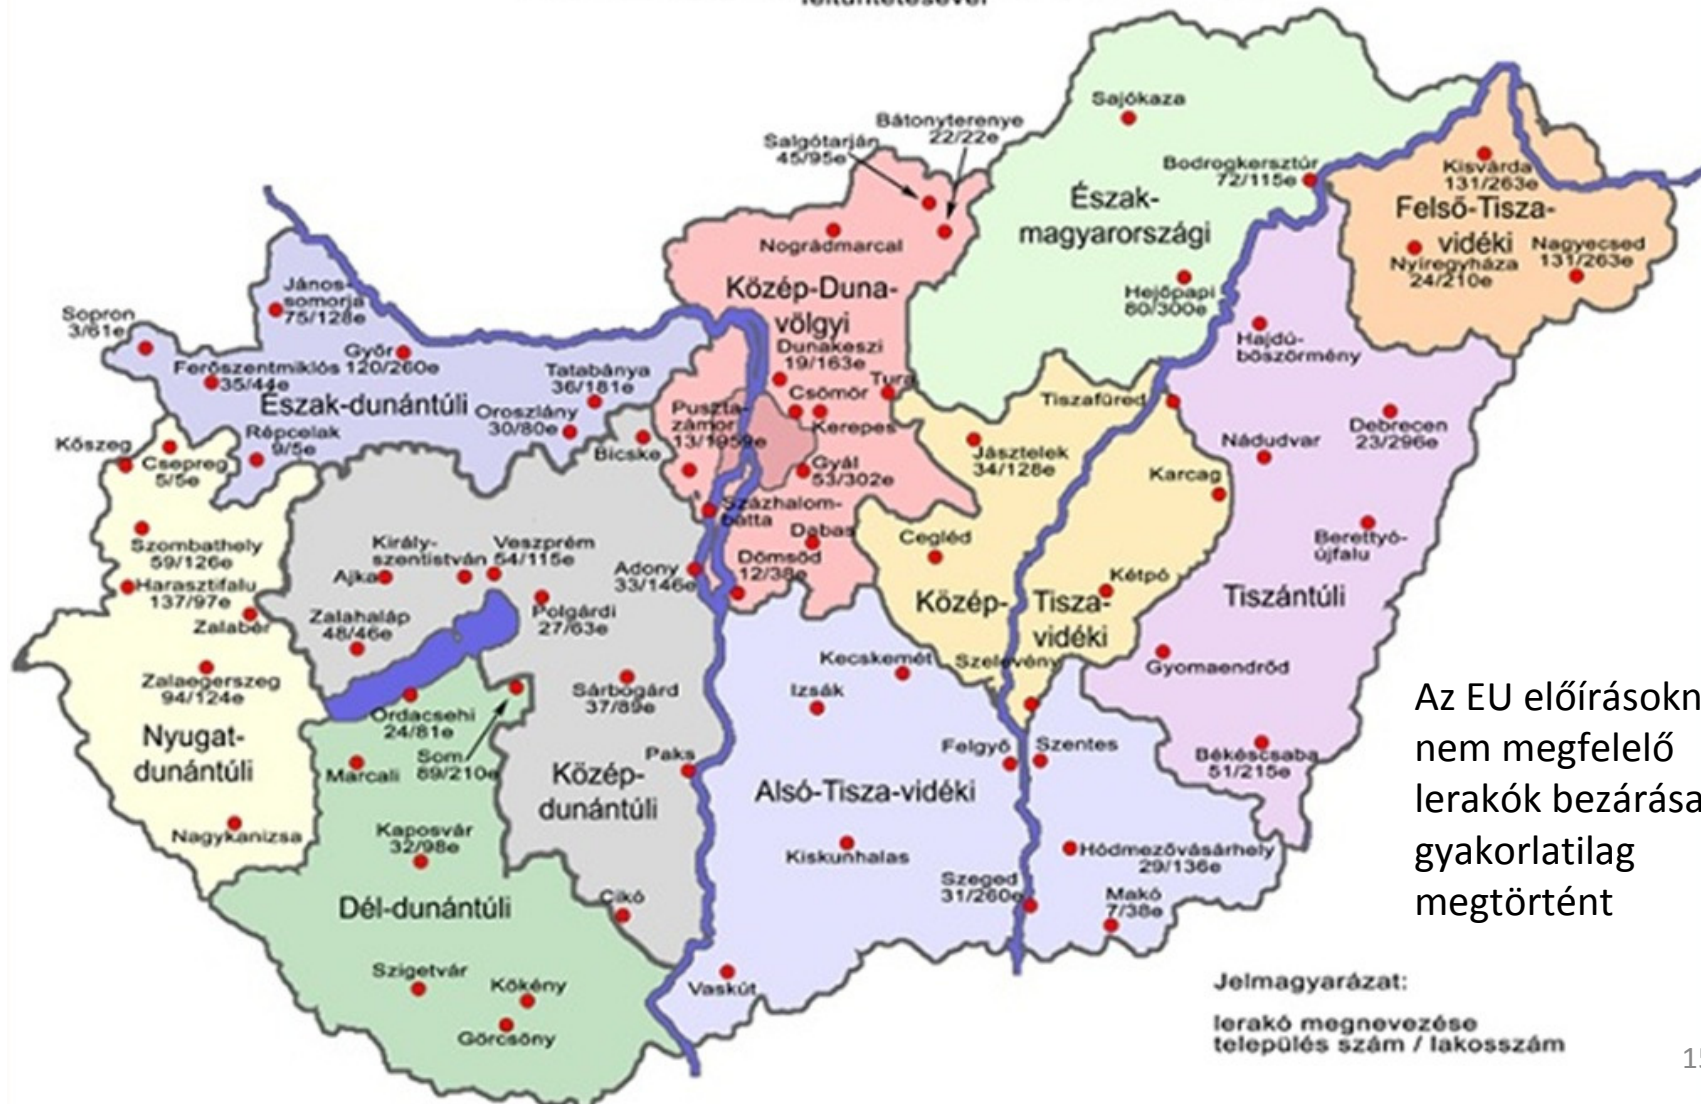 feltüntetésével
Sajókaza
Bátonyterenye
22/22e
Salgótarján
45/95e
Bodrogkersztúr
72/115e
Kisvárda
131/263e
Észak-
magyarországi
Felső-Tisza-
vidéki
Nyíregyháza
24/210e
Nagyecsed
131/263e
Nográdmarcal
Hejőpapi
80/300e
Közép-Duna-
völgyi
Dunakeszi
19/163e
János-
somorja
75/128e
Sopron
3/61e
Győr
120/260e
Ferőszentmiklós
35/44e
Tatabánya
36/181e
Észak-dunántúli
Oroszlány
30/80e
Hajdú-
böszörmény
Tura
Csömör
Kerepes
Puszta-
zámor
13/1959e
Tiszafüred
Debrecen
23/296e
Kőszeg
Csepreg
5/5e
Répcelak
9/5e
Bicske
Gyál
53/302e
Jásztelek
34/128e
Nádudvar
Karcag
Százhalom-
batta
Dabas
Cegléd
Berettyó-
újfalu
Szombathely
59/126e
Király-
szentistván
Veszprém
54/115e
Ajka
Adony
33/146e
Dömsöd
12/38e
Kétpó
Harasztifalu
137/97e
Zalabér
Zalahaláp
48/46e
Polgárdi
27/63e
Közép-
Tisza-
vidéki
Tiszántúli
Kecskemét
Szelevény
Gyomaendrőd
Zalaegerszeg
94/124e
Sárbogárd
37/89e
Izsák
Ordacsehi
24/81e
Som
89/210e
Nyugat-
dunántúli
Marcali
Paks
Felgyő
Szentes
Békéscsaba
51/215e
Közép-
dunántúli
Alsó-Tisza-vidéki
Nagykanizsa
Kaposvár
32/98e
Kiskunhalas
Hódmezővásárhely
29/136e
Dél-dunántúli
Cikó
Szeged
31/260e
Makó
7/38e
Szigetvár
Kökény
Görcsöny
Vaskút
Az EU előírásokn
nem megfelelő
lerakók bezárása
gyakorlatilag
megtörtént
Jelmagyarázat:
lerakó megnevezése
település szám / lakosszám
15